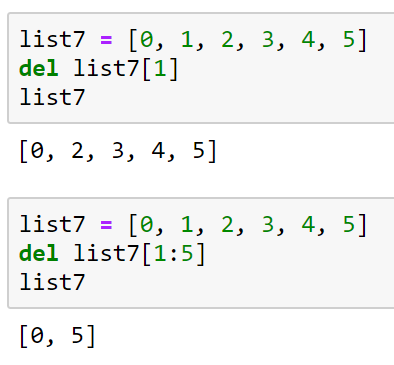 list7 = [0, 1, 2, 3, 4, 5]
del list7[1]
list7
[0, 2, 3, 4, 5]
list7 = [0, 1, 2, 3, 4, 5]
del list7[1:5]
list7
[0, 5]